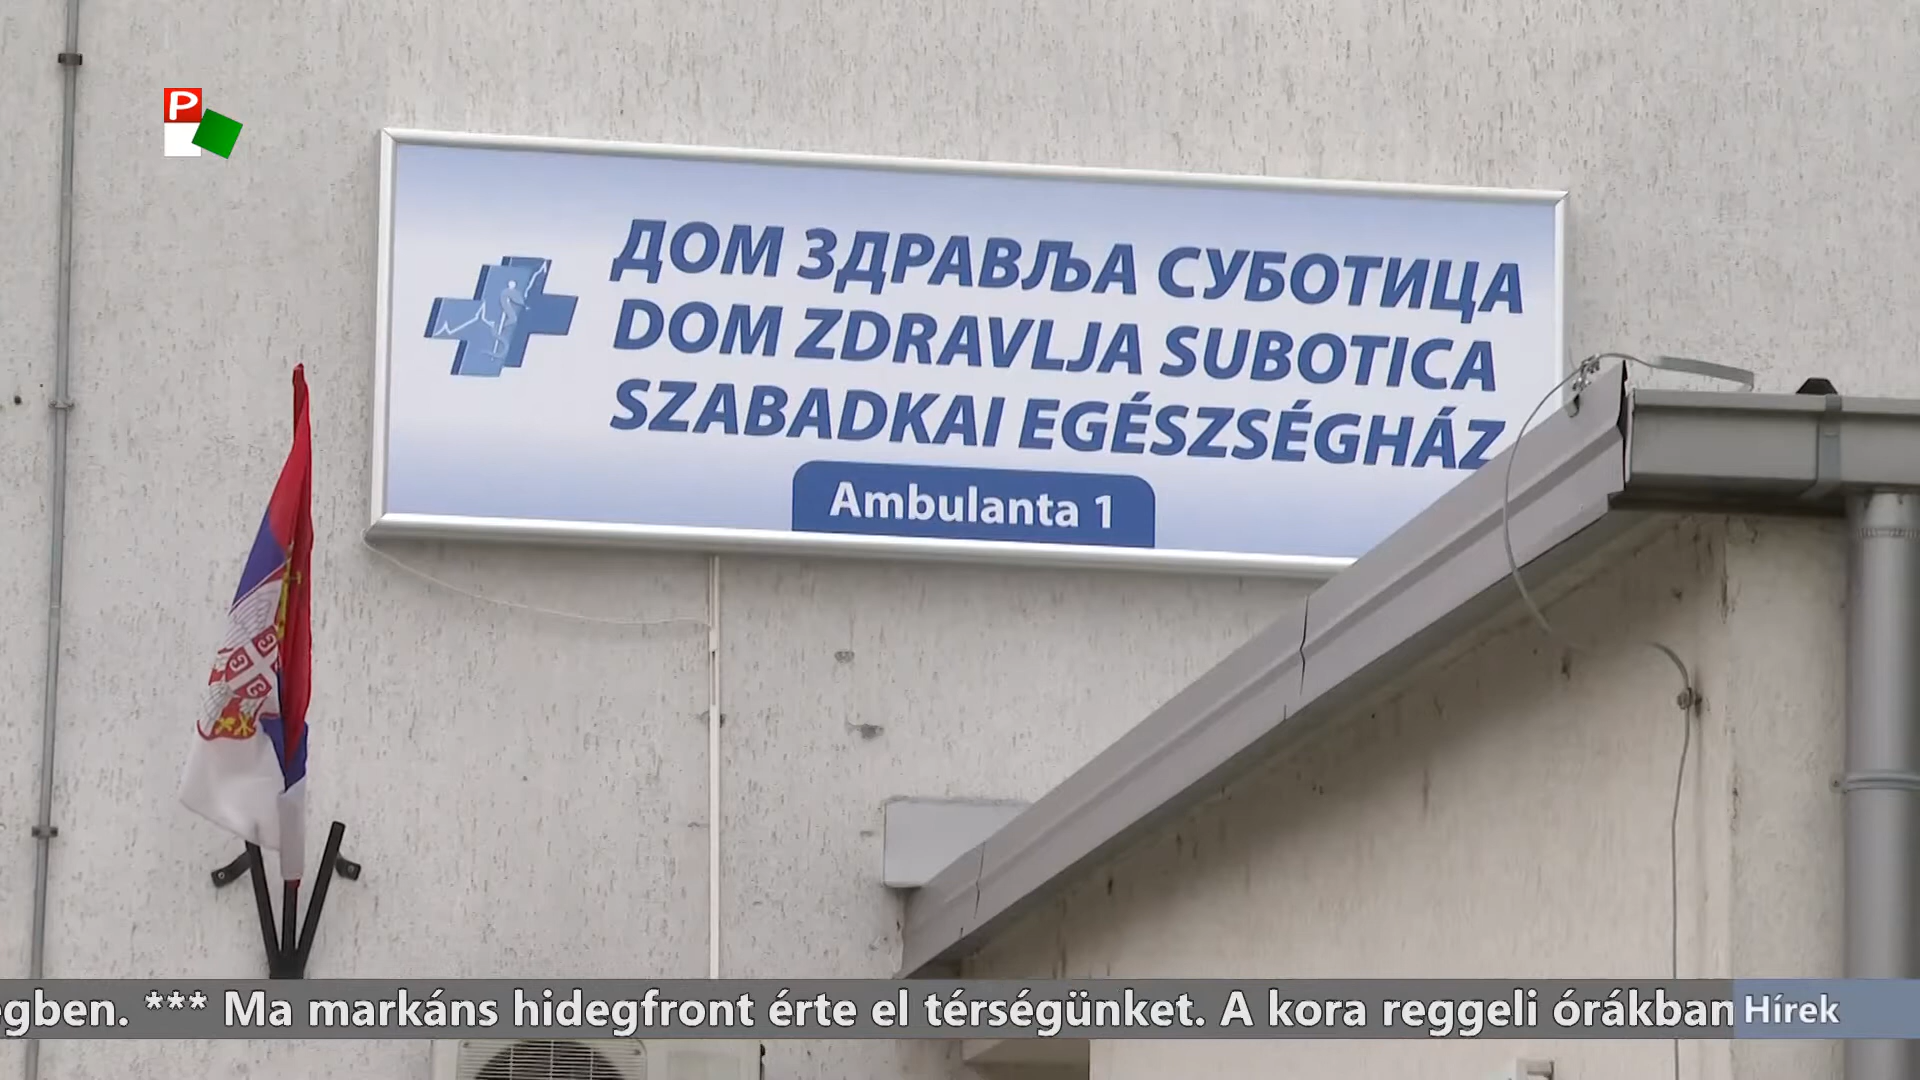 P
ДОМ ЗДРАВЉА СУБОТИЦА
DOM ZDRAVLJA SUBOTICA
SZABADKAI EGÉSZSÉGHÁZ
Ambulanta 1
*** Ma markáns hidegfront érte el térségünket. A kora reggeli órákban
Hírek